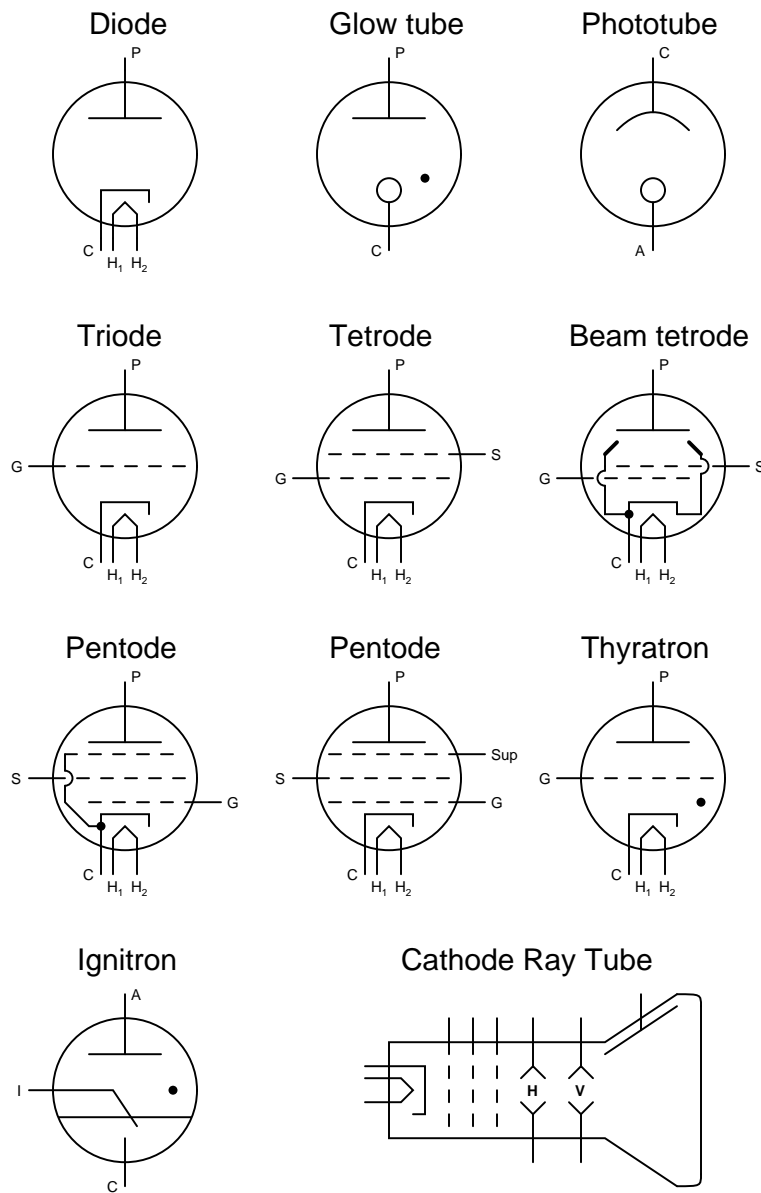 Diode Glow tube Phototube
P P C
C H₁ H₂ C A
Triode Tetrode Beam tetrode
P P P
G S G S
C H₁ H₂ C H₁ H₂ C H₁ H₂
Pentode Pentode Thyratron
P P P
S G S Sup G G
C H₁ H₂ C H₁ H₂ C H₁ H₂
Ignitron Cathode Ray Tube
A
I H V
C